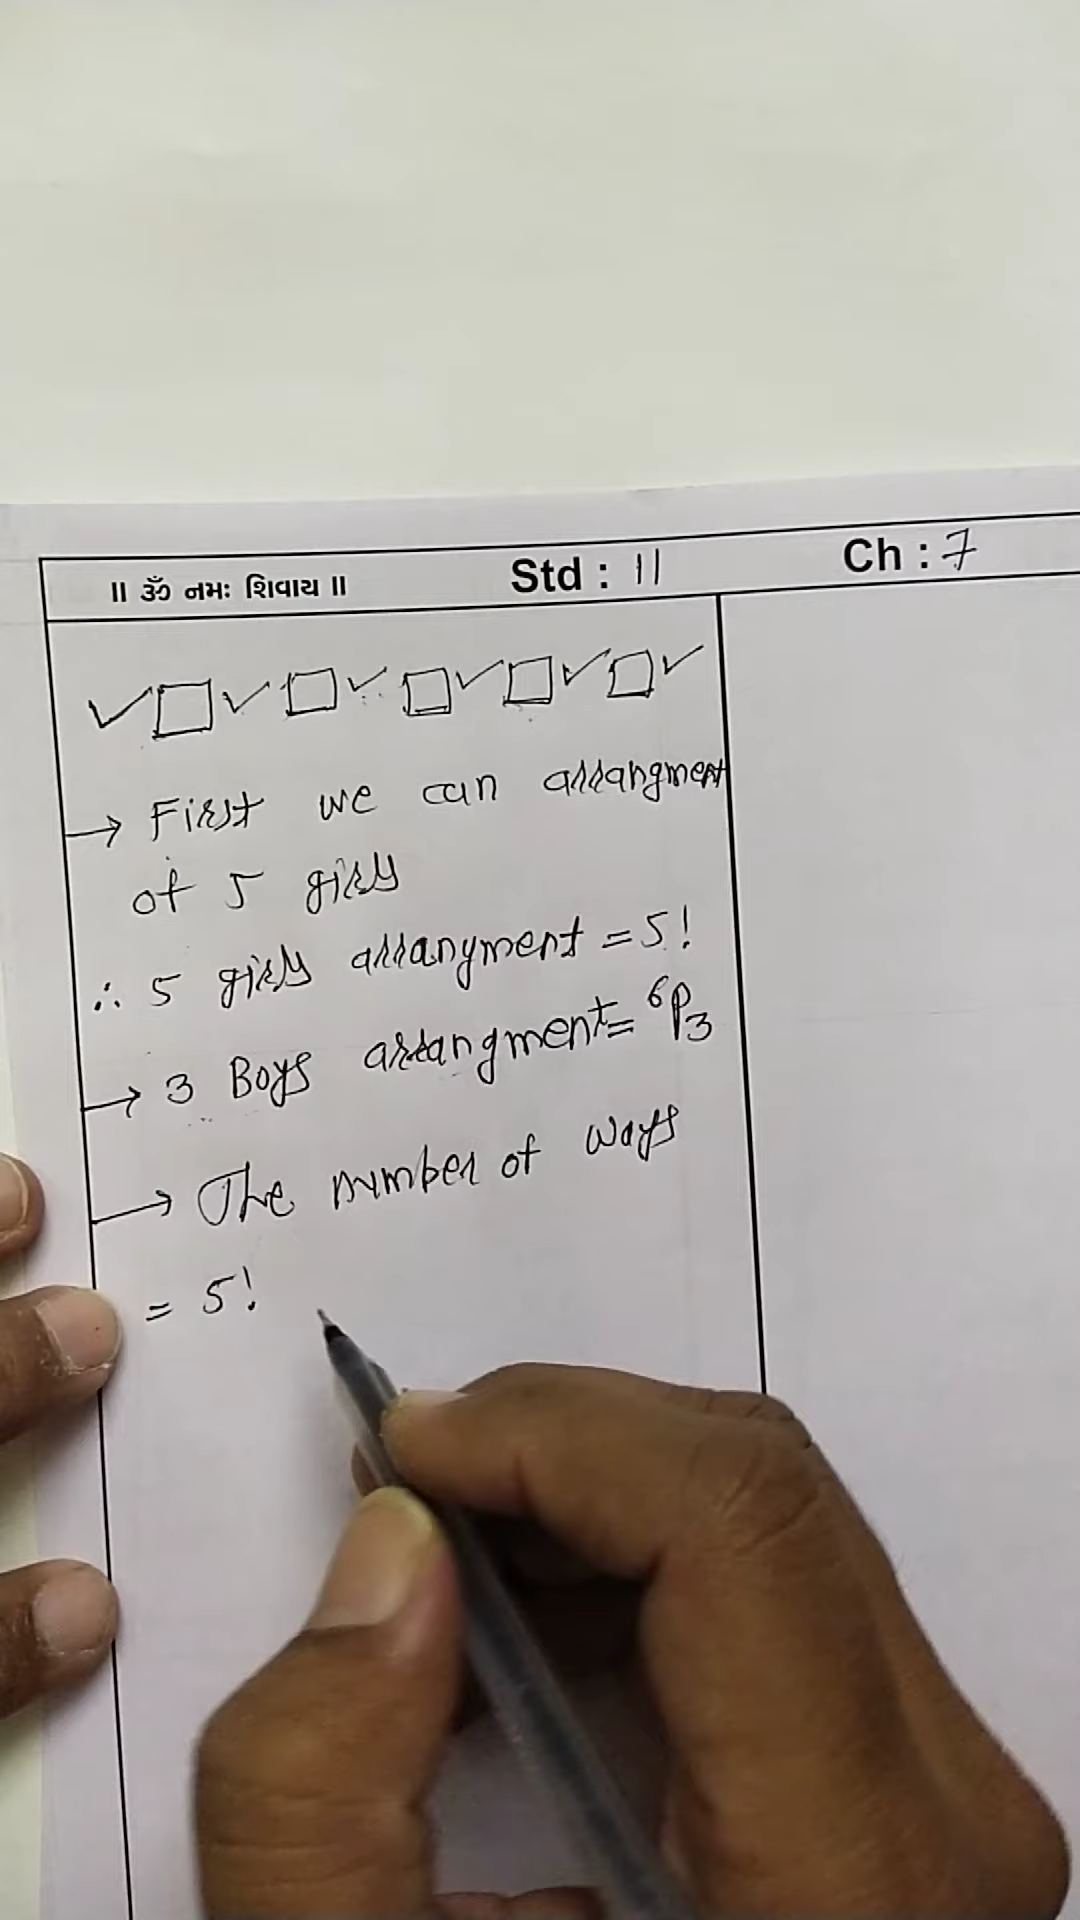 ॥ ૐ નમઃ શિવાય ॥ Std : 11 Ch : 7
→ First we can arrangment
of 5 girls
∴ 5 girls arrangment = 5!
→ 3 Boys arrangment = ⁶P₃
→ The number of ways
= 5!